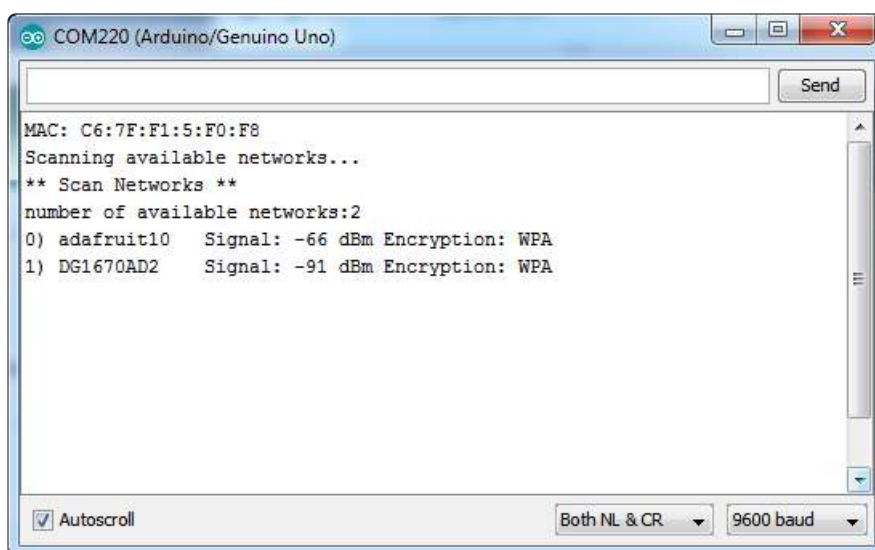 COM220 (Arduino/Genuino Uno)
Send
MAC: C6:7F:F1:5:F0:F8
Scanning available networks...
** Scan Networks **
number of available networks:2
0) adafruit10   Signal: -66 dBm Encryption: WPA
1) DG1670AD2    Signal: -91 dBm Encryption: WPA
Autoscroll
Both NL & CR
9600 baud